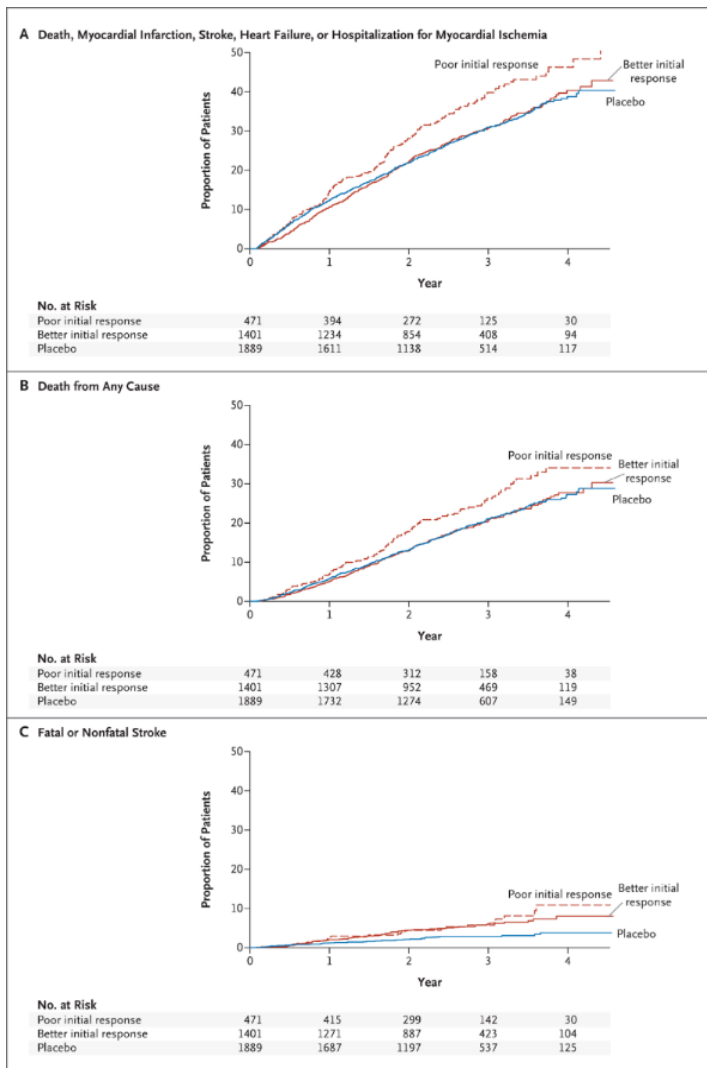 A Death, Myocardial Infarction, Stroke, Heart Failure, or Hospitalization for Myocardial Ischemia
50
40
30
20
10
0
Proportion of Patients
Poor initial response
Better initial
response
Placebo
0 1 2 3 4
Year
No. at Risk
Poor initial response 471 394 272 125 30
Better initial response 1401 1234 854 408 94
Placebo 1889 1611 1138 514 117
B Death from Any Cause
50
40
30
20
10
0
Proportion of Patients
Poor initial response
Better initial
response
Placebo
0 1 2 3 4
Year
No. at Risk
Poor initial response 471 428 312 158 38
Better initial response 1401 1307 952 469 119
Placebo 1889 1732 1274 607 149
C Fatal or Nonfatal Stroke
50
40
30
20
10
0
Proportion of Patients
Poor initial response
Better initial
response
Placebo
0 1 2 3 4
Year
No. at Risk
Poor initial response 471 415 299 142 30
Better initial response 1401 1271 887 423 104
Placebo 1889 1687 1197 537 125